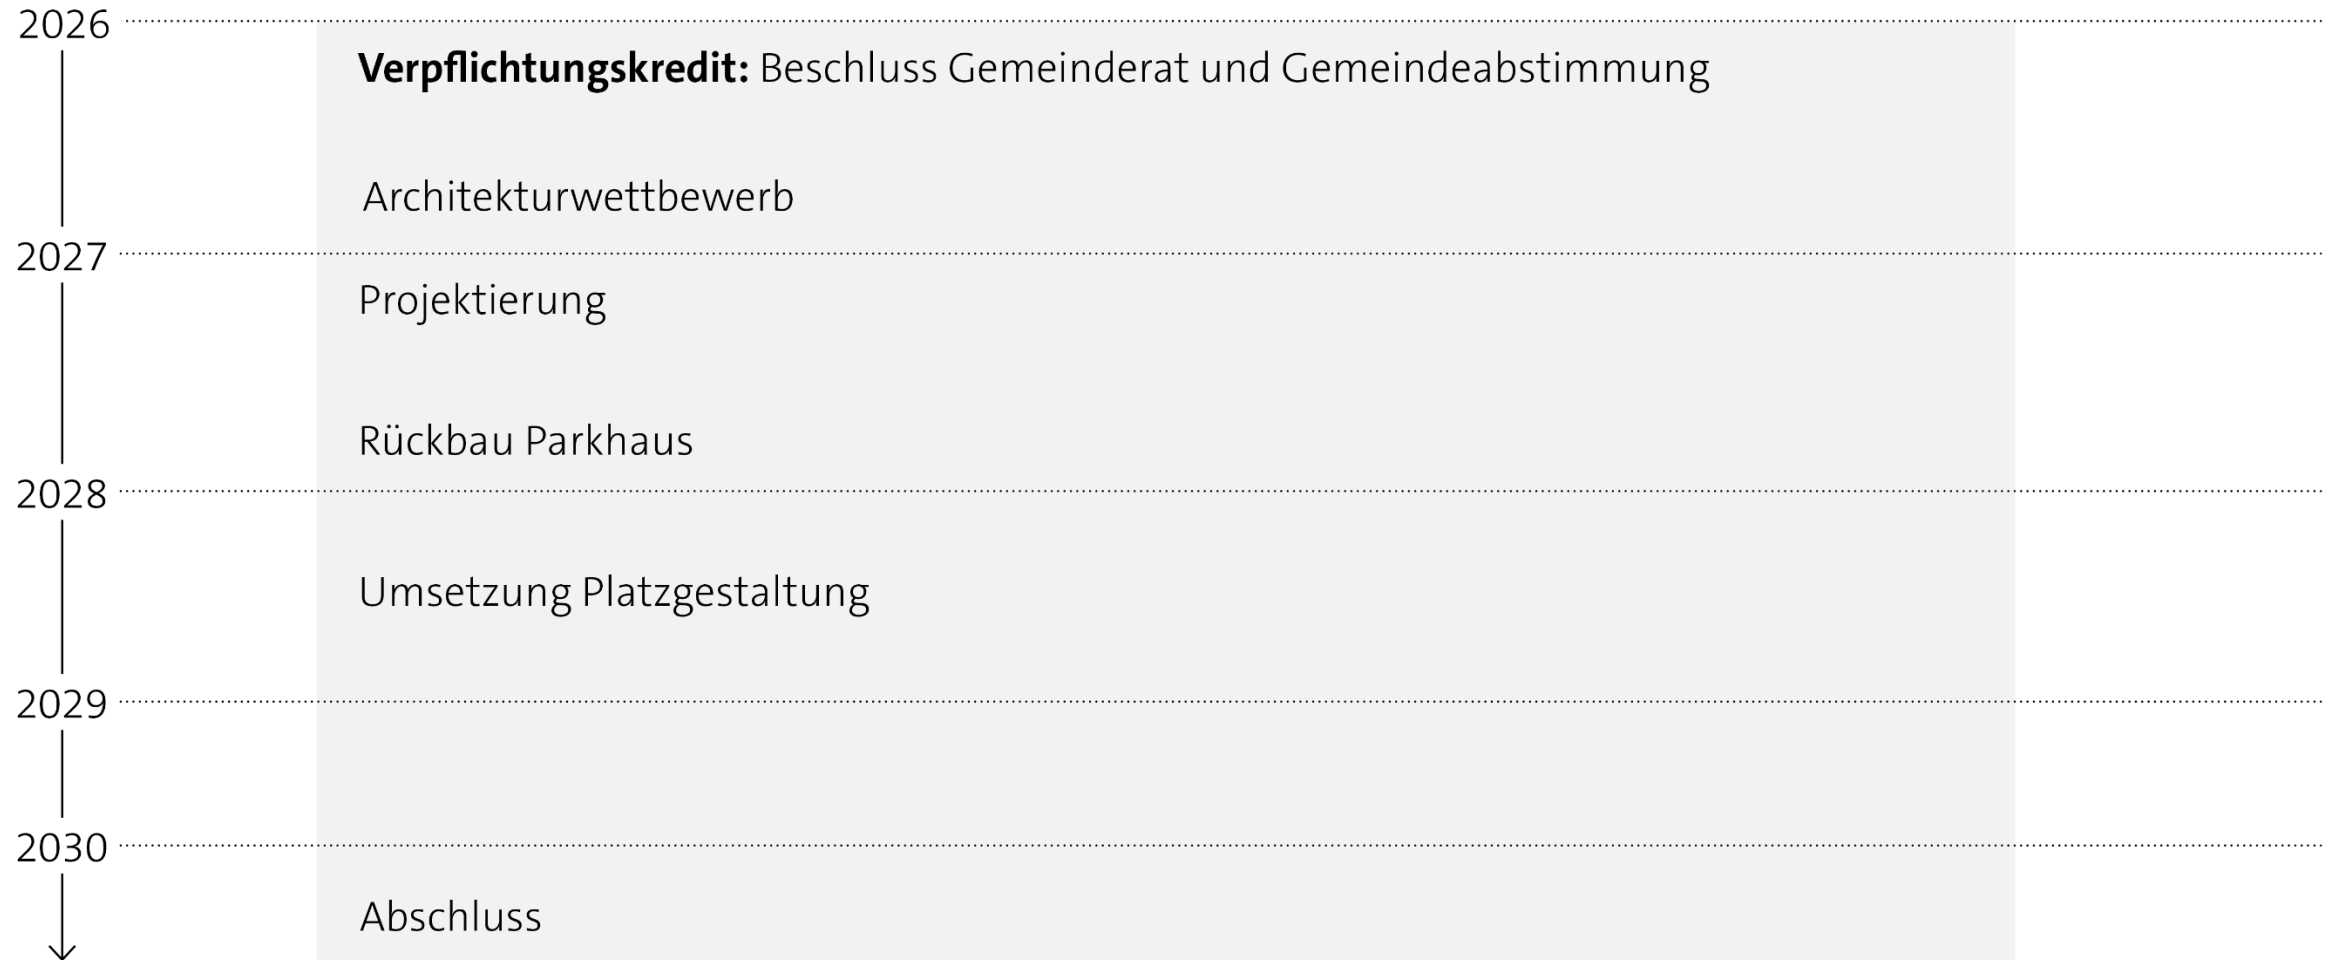 2026
Verpflichtungskredit: Beschluss Gemeinderat und Gemeindeabstimmung
Architekturwettbewerb
2027
Projektierung
Rückbau Parkhaus
2028
Umsetzung Platzgestaltung
2029
2030
Abschluss